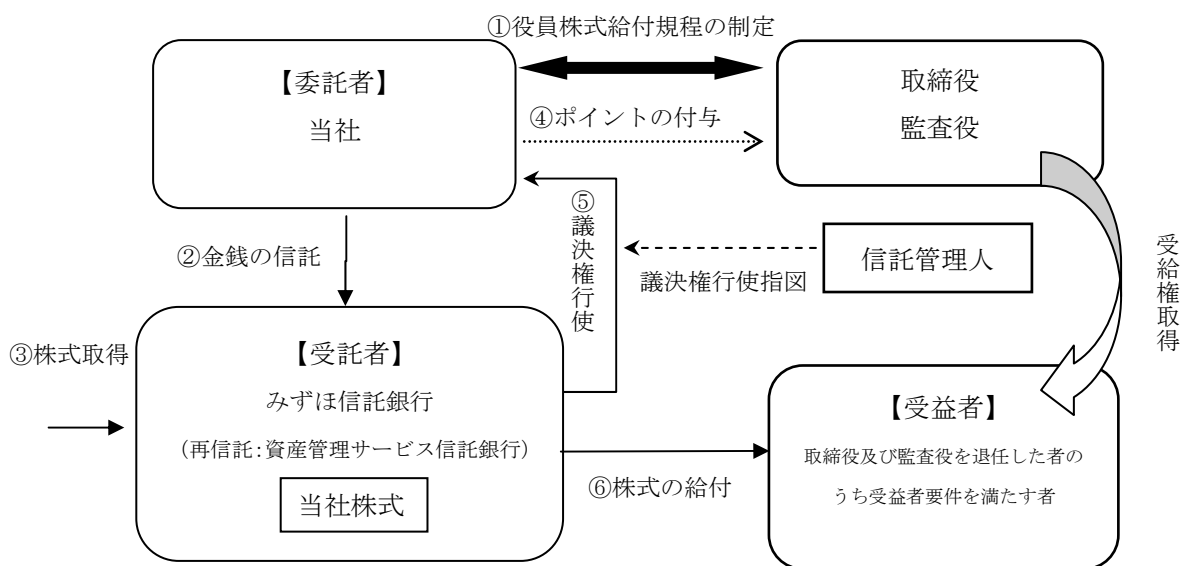 ①役員株式給付規程の制定
【委託者】
当社
取締役
監査役
④ポイントの付与
⑤議決権行使
②金銭の信託
信託管理人
議決権行使指図
受給権取得
③株式取得
【受託者】
みずほ信託銀行
(再信託:資産管理サービス信託銀行)
当社株式
⑥株式の給付
【受益者】
取締役及び監査役を退任した者の
うち受益者要件を満たす者